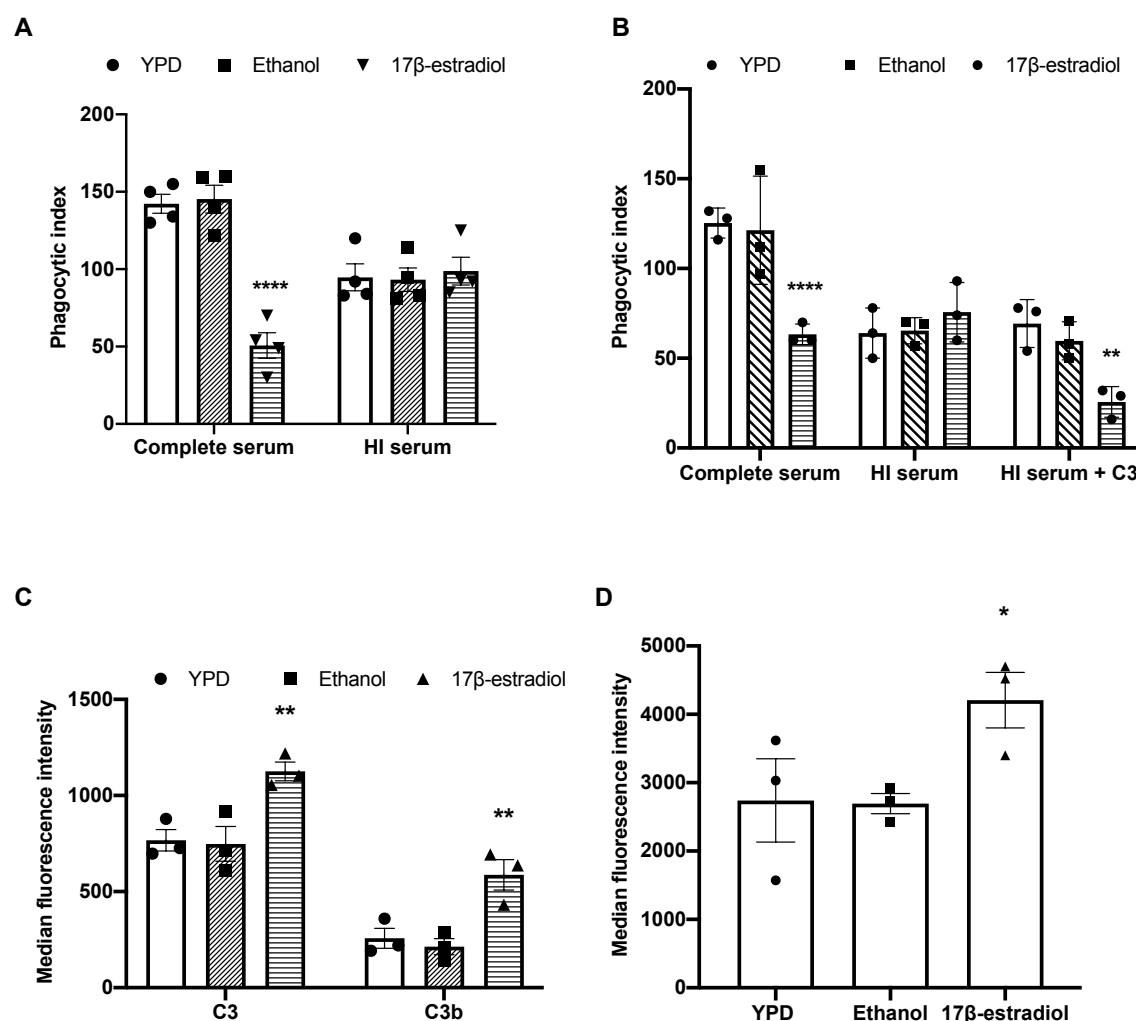 A
YPD Ethanol 17β-estradiol
Phagocytic index
200
150
100
50
0
****
Complete serum HI serum
B
YPD Ethanol 17β-estradiol
Phagocytic index
200
150
100
50
0
****
**
Complete serum HI serum HI serum + C3
C
YPD Ethanol 17β-estradiol
Median fluorescence intensity
1500
1000
500
0
**
**
C3 C3b
D
Median fluorescence intensity
5000
4000
3000
2000
1000
0
*
YPD Ethanol 17β-estradiol